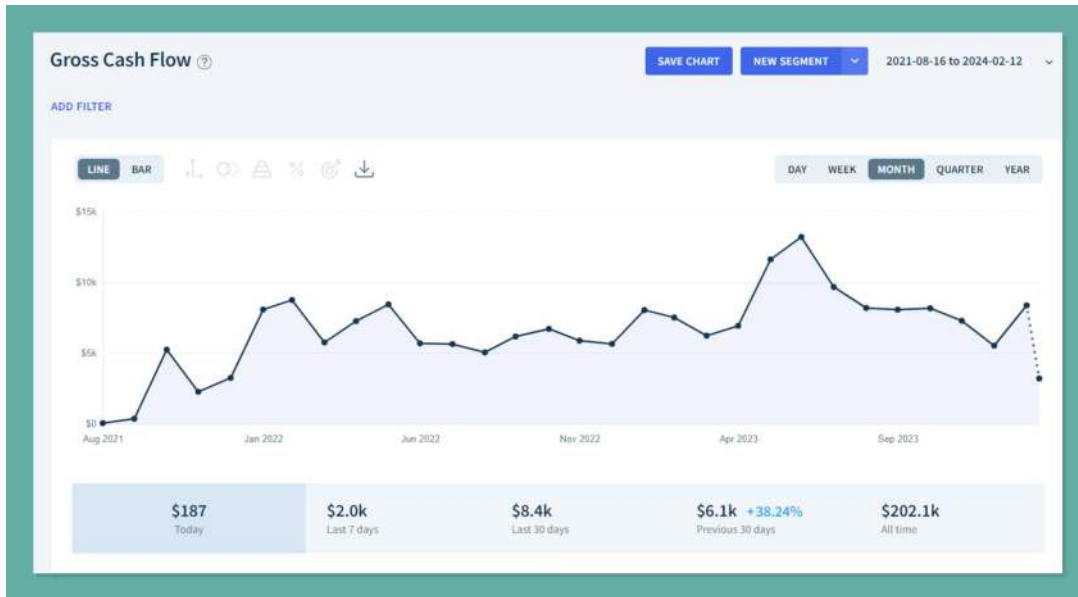 Gross Cash Flow ?
SAVE CHART
NEW SEGMENT
2021-08-16 to 2024-02-12
ADD FILTER
LINE
BAR
%
DAY
WEEK
MONTH
QUARTER
YEAR
$15k
$10k
$5k
$0
Aug 2021
Jan 2022
Jun 2022
Nov 2022
Apr 2023
Sep 2023
$187
Today
$2.0k
Last 7 days
$8.4k
Last 30 days
$6.1k +38.24%
Previous 30 days
$202.1k
All time